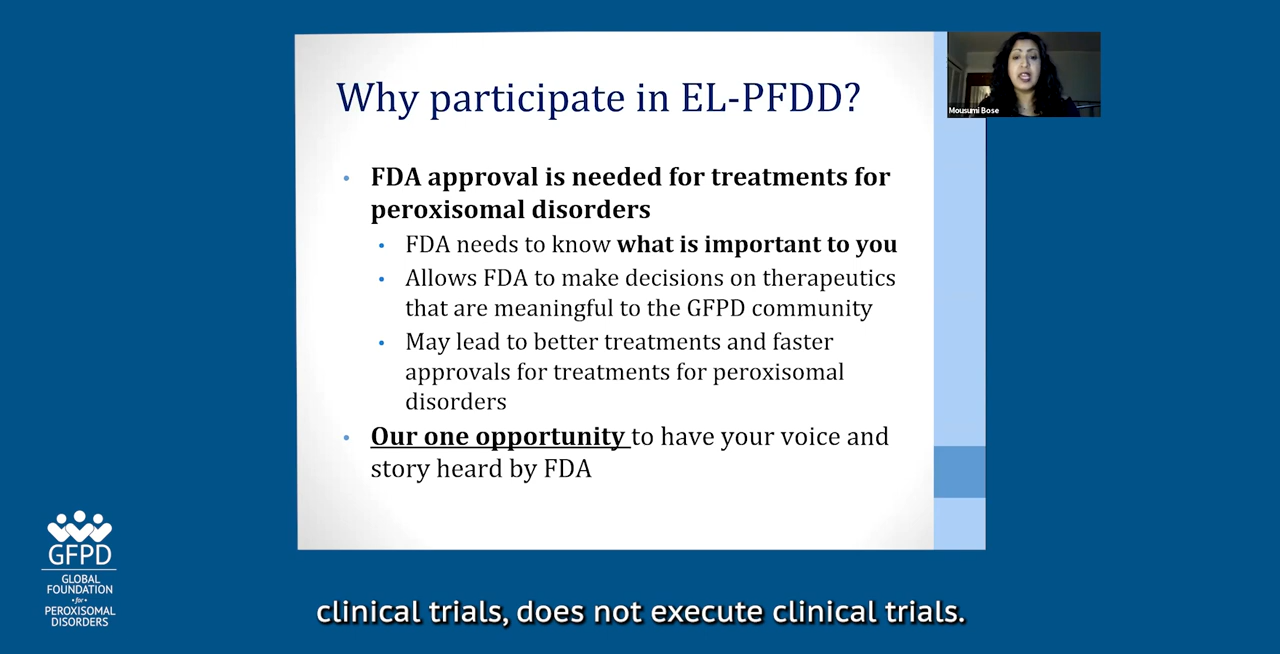 Why participate in EL-PFDD?
Mousumi Bose
• FDA approval is needed for treatments for
peroxisomal disorders
• FDA needs to know what is important to you
• Allows FDA to make decisions on therapeutics
that are meaningful to the GFPD community
• May lead to better treatments and faster
approvals for treatments for peroxisomal
disorders
• Our one opportunity to have your voice and
story heard by FDA
GFPD
GLOBAL
FOUNDATION
• for •
PEROXISOMAL
DISORDERS
clinical trials, does not execute clinical trials.